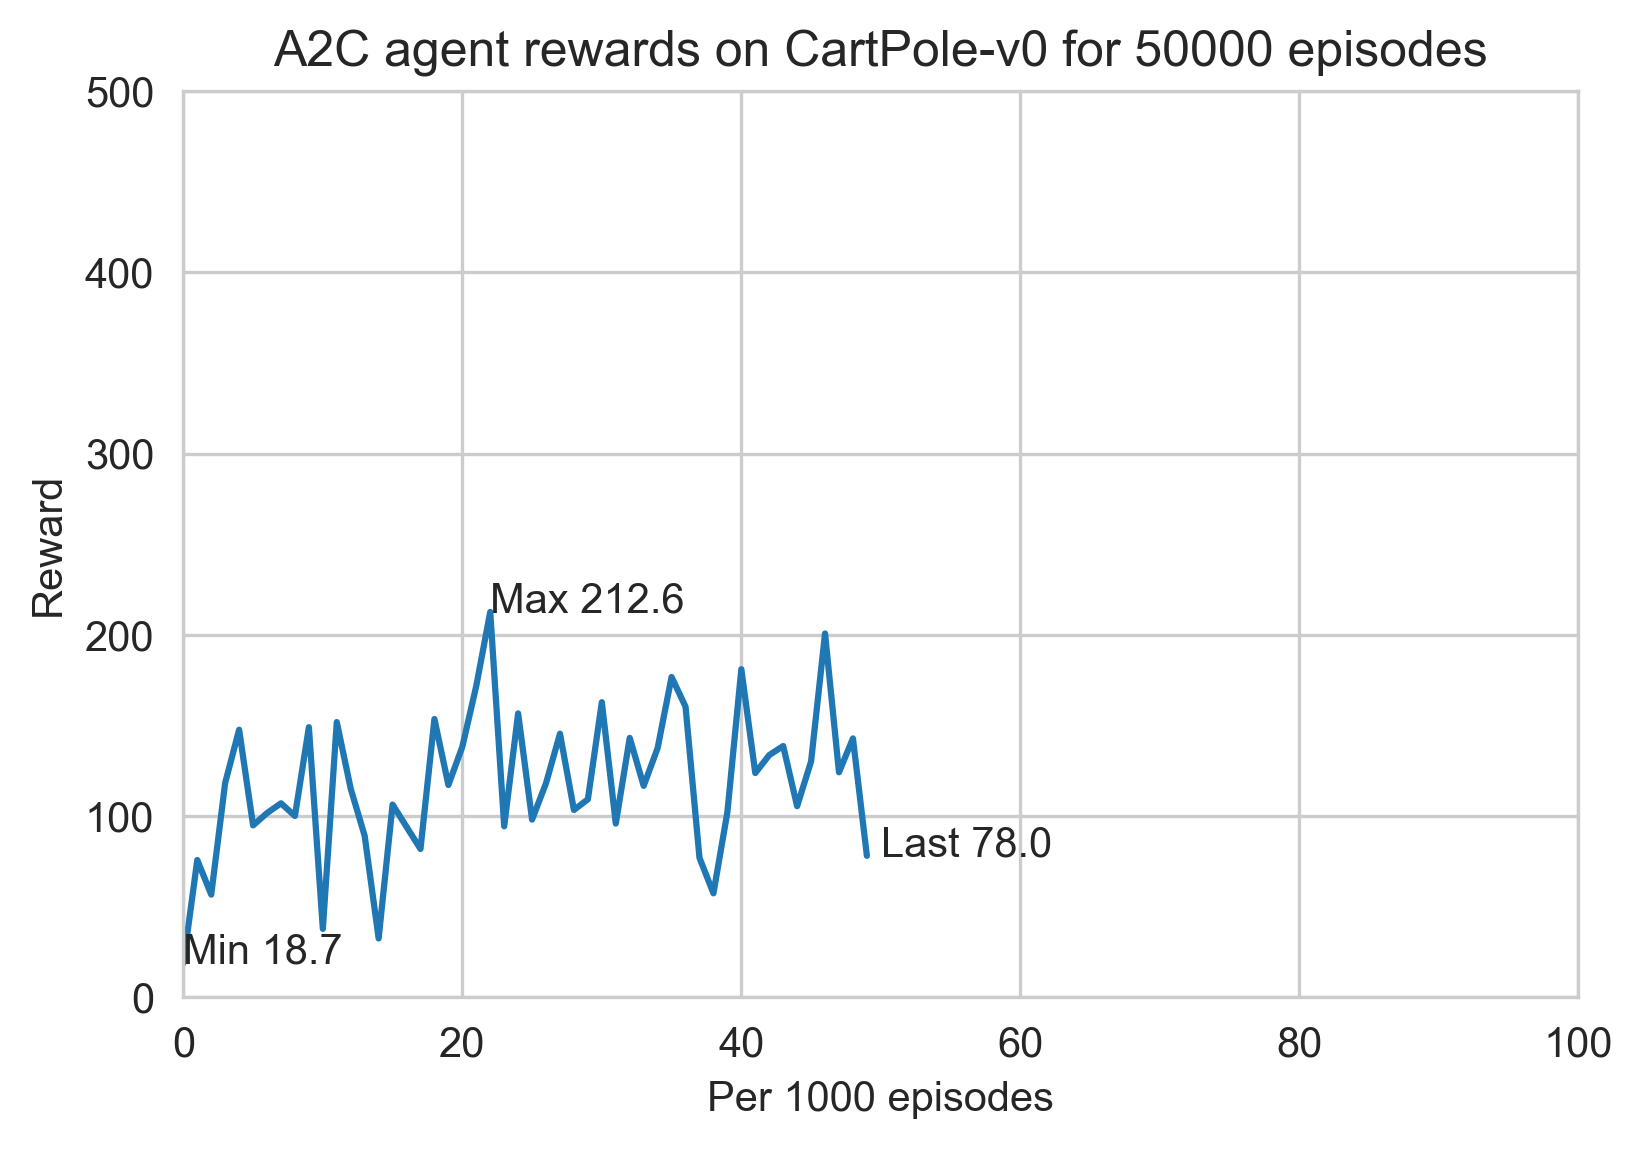 A2C agent rewards on CartPole-v0 for 50000 episodes
500
400
300
200
100
0
Reward
Max 212.6
Last 78.0
Min 18.7
0 20 40 60 80 100
Per 1000 episodes